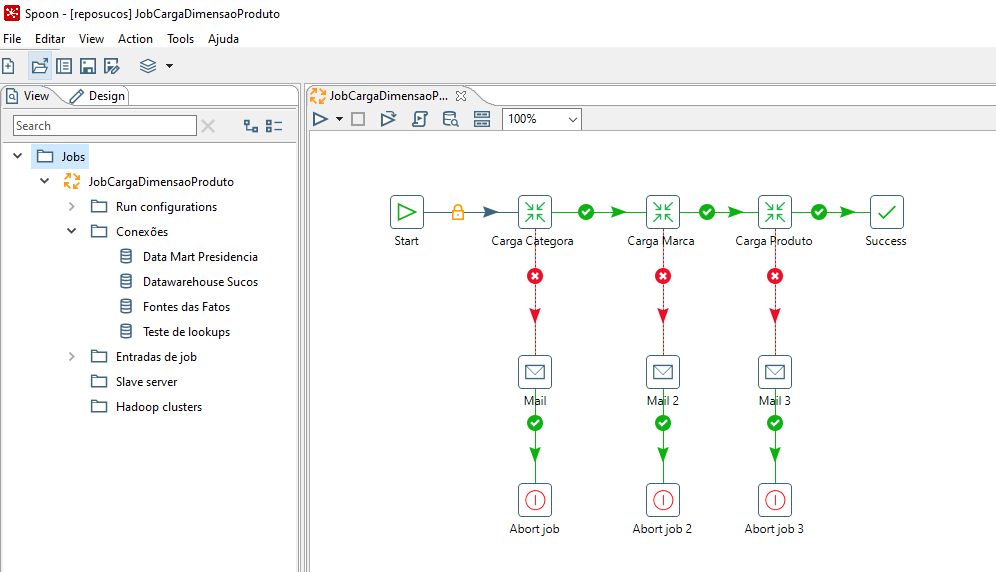 Spoon - [reposucos] JobCargaDimensaoProduto
File Editar View Action Tools Ajuda
View Design
Search
Jobs
JobCargaDimensaoProduto
Run configurations
Conexões
Data Mart Presidencia
Datawarehouse Sucos
Fontes das Fatos
Teste de lookups
Entradas de job
Slave server
Hadoop clusters
JobCargaDimensaoP...
100%
Start Carga Categora Carga Marca Carga Produto Success
Mail Mail 2 Mail 3
Abort job Abort job 2 Abort job 3